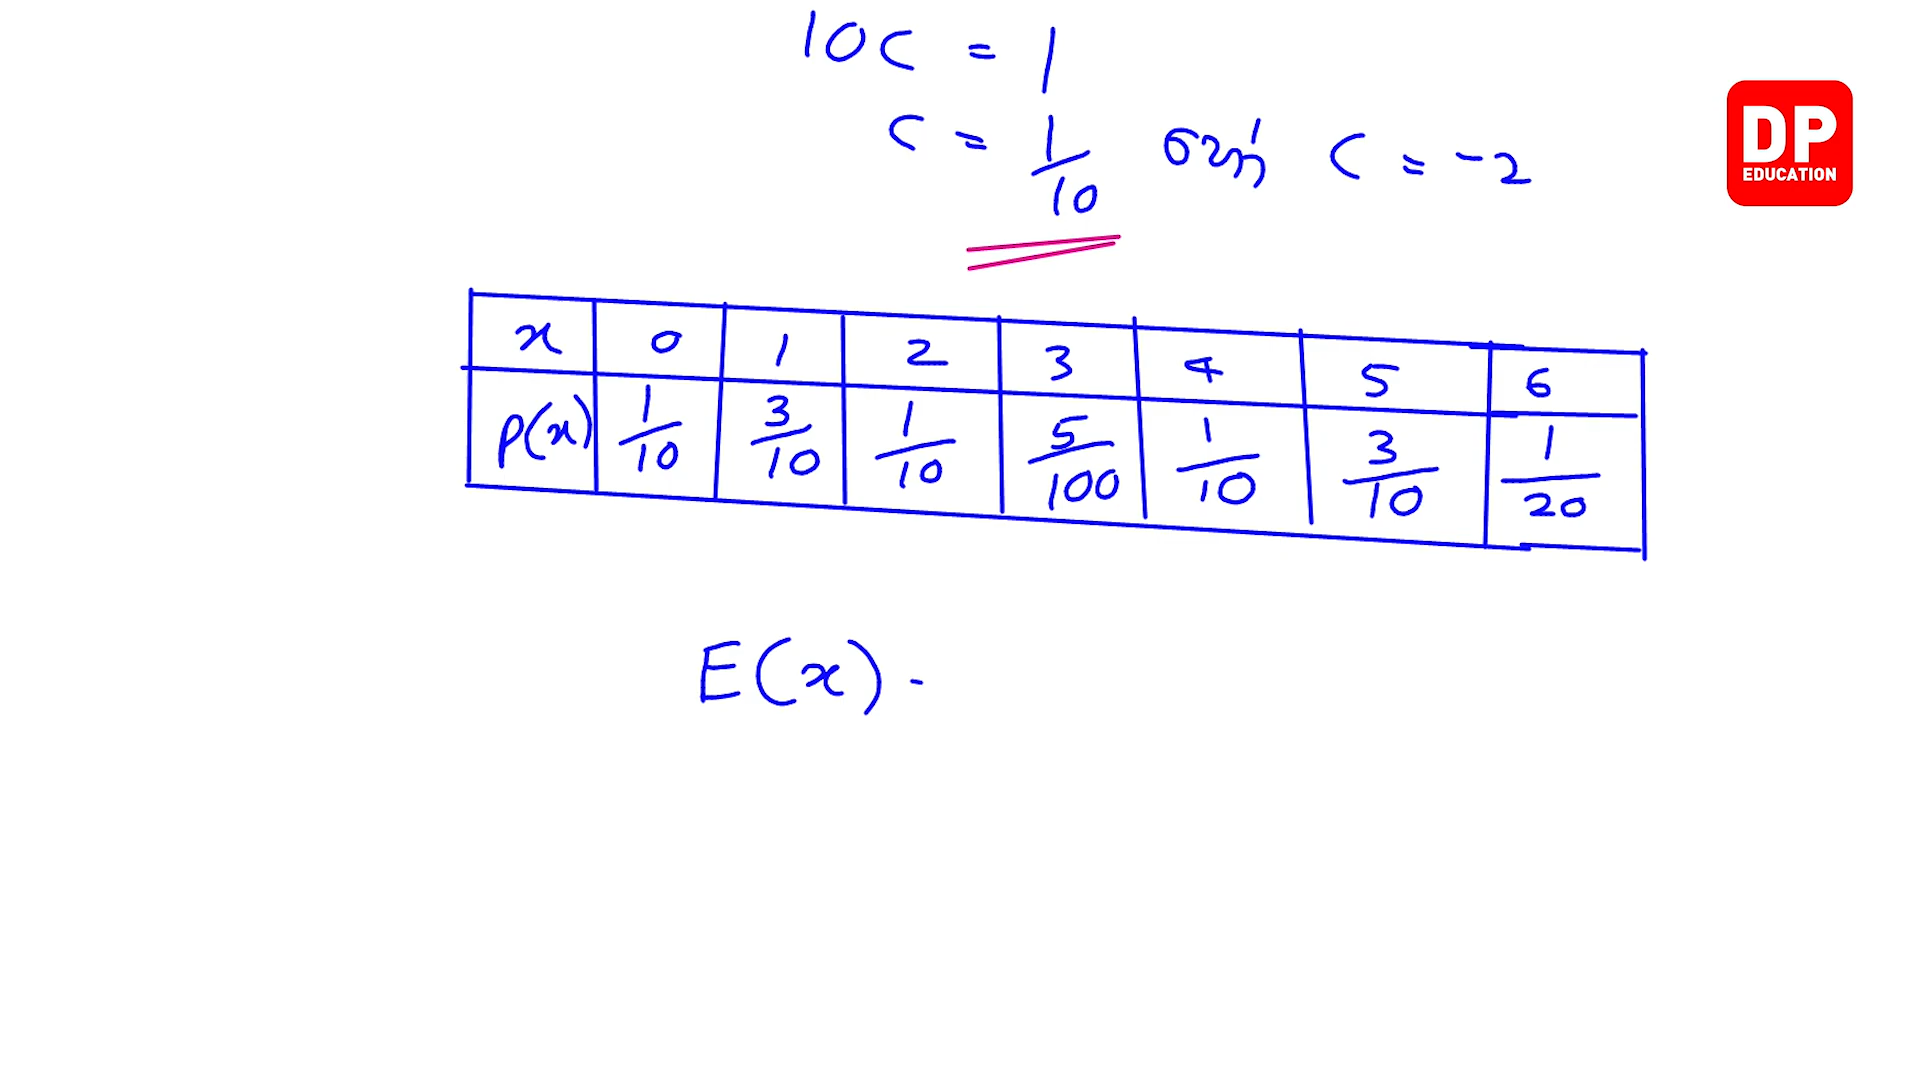 10C = 1
C = 1/10 හෝ C = -2
DP
EDUCATION
x 0 1 2 3 4 5 6
P(x) 1/10 3/10 1/10 5/100 1/10 3/10 1/20
E(x) -